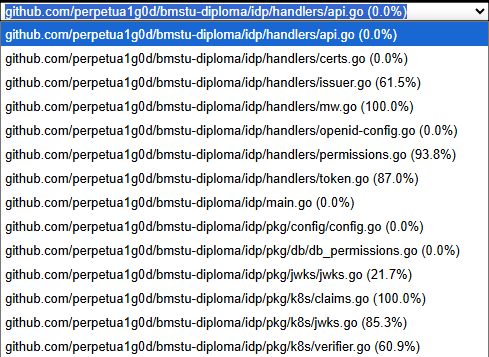 github.com/perpetua1g0d/bmstu-diploma/idp/handlers/api.go (0.0%)
github.com/perpetua1g0d/bmstu-diploma/idp/handlers/api.go (0.0%)
github.com/perpetua1g0d/bmstu-diploma/idp/handlers/certs.go (0.0%)
github.com/perpetua1g0d/bmstu-diploma/idp/handlers/issuer.go (61.5%)
github.com/perpetua1g0d/bmstu-diploma/idp/handlers/mw.go (100.0%)
github.com/perpetua1g0d/bmstu-diploma/idp/handlers/openid-config.go (0.0%)
github.com/perpetua1g0d/bmstu-diploma/idp/handlers/permissions.go (93.8%)
github.com/perpetua1g0d/bmstu-diploma/idp/handlers/token.go (87.0%)
github.com/perpetua1g0d/bmstu-diploma/idp/main.go (0.0%)
github.com/perpetua1g0d/bmstu-diploma/idp/pkg/config/config.go (0.0%)
github.com/perpetua1g0d/bmstu-diploma/idp/pkg/db/db_permissions.go (0.0%)
github.com/perpetua1g0d/bmstu-diploma/idp/pkg/jwks/jwks.go (21.7%)
github.com/perpetua1g0d/bmstu-diploma/idp/pkg/k8s/claims.go (100.0%)
github.com/perpetua1g0d/bmstu-diploma/idp/pkg/k8s/jwks.go (85.3%)
github.com/perpetua1g0d/bmstu-diploma/idp/pkg/k8s/verifier.go (60.9%)